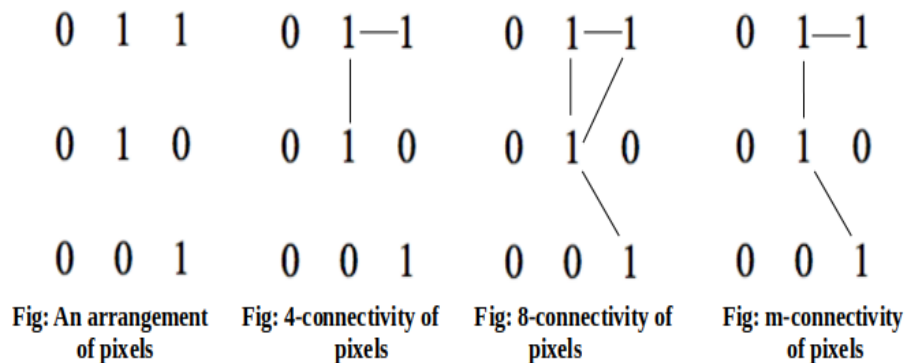 0 1 1 0 1 1 0 1 1 0 1 1
0 1 0 0 1 0 0 1 0 0 1 0
0 0 1 0 0 1 0 0 1 0 0 1
Fig: An arrangement
of pixels
Fig: 4-connectivity of
pixels
Fig: 8-connectivity of
pixels
Fig: m-connectivity
of pixels